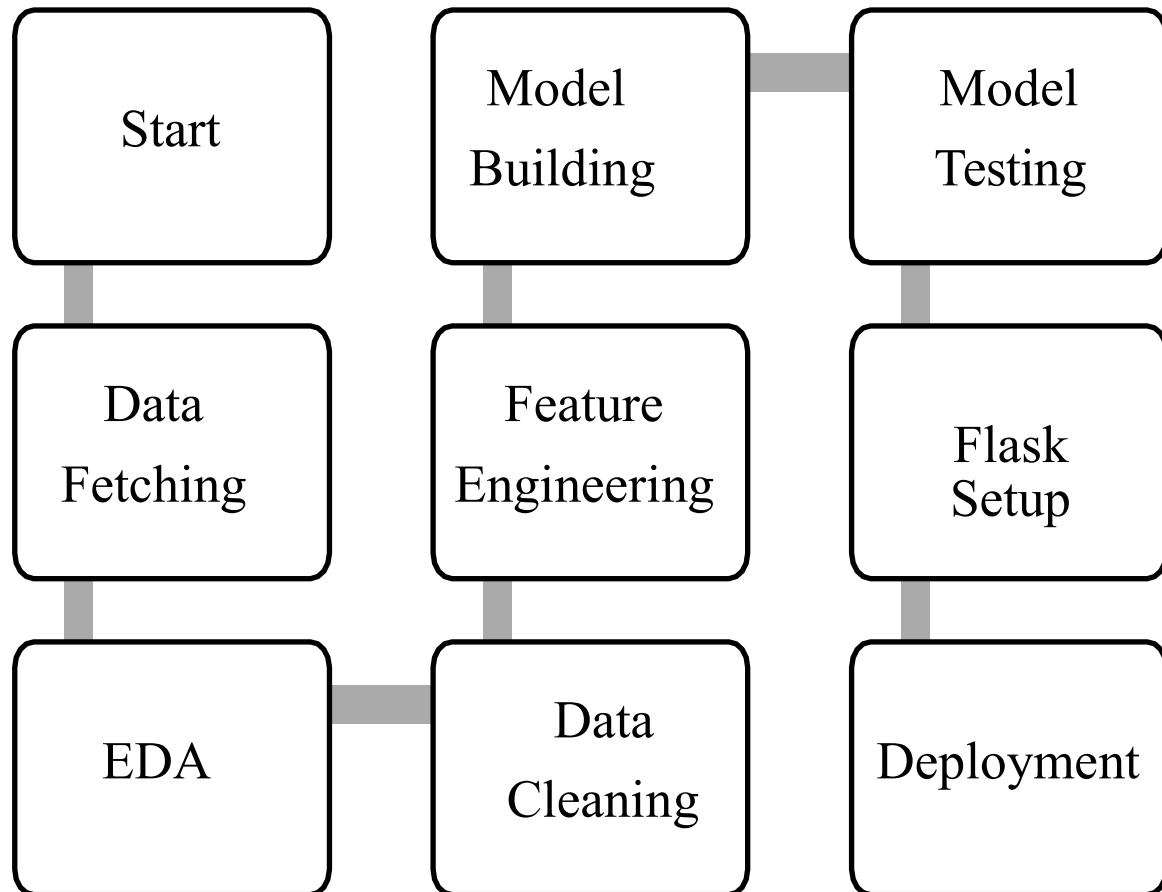 Start
Data
Fetching
EDA
Data
Cleaning
Feature
Engineering
Model
Building
Model
Testing
Flask
Setup
Deployment